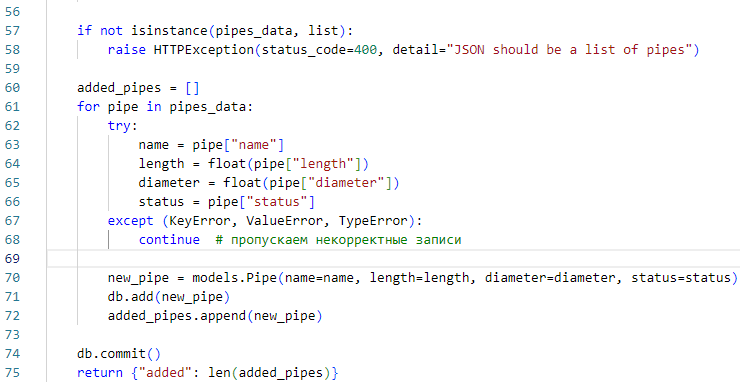 56
57 if not isinstance(pipes_data, list):
58 raise HTTPException(status_code=400, detail="JSON should be a list of pipes")
59
60 added_pipes = []
61 for pipe in pipes_data:
62 try:
63 name = pipe["name"]
64 length = float(pipe["length"])
65 diameter = float(pipe["diameter"])
66 status = pipe["status"]
67 except (KeyError, ValueError, TypeError):
68 continue # пропускаем некорректные записи
69
70 new_pipe = models.Pipe(name=name, length=length, diameter=diameter, status=status)
71 db.add(new_pipe)
72 added_pipes.append(new_pipe)
73
74 db.commit()
75 return {"added": len(added_pipes)}